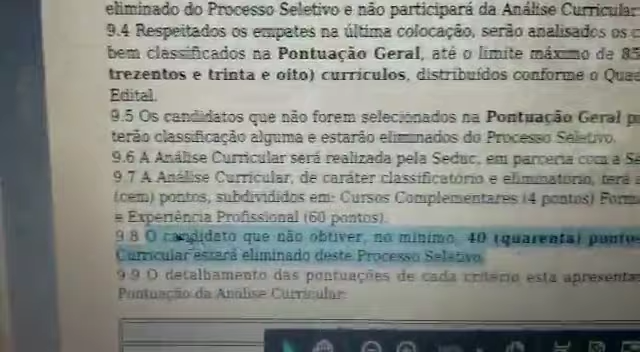 eliminado do Processo Seletivo e não participará da Análise Curricular
9.4 Respeitados os empates na última colocação, serão analisados os
bem classificados na Pontuação Geral, até o limite máximo de 85
trezentos e trinta e oito) currículos, distribuídos conforme o
Edital.
9.5 Os candidatos que não forem selecionados na Pontuação Geral
terão classificação alguma e estarão eliminados do Processo Seletivo.
9.6 A Análise Curricular será realizada pela Seduc, em parceria com a
9.7 A Análise Curricular, de caráter classificatório e eliminatório, terá a
(cem) pontos, subdivididos em: Cursos Complementares (4 pontos)
e Experiência Profissional (60 pontos).
9.8 O candidato que não obtiver, no mínimo, 40 (quarenta)
Curricular estará eliminado deste Processo Seletivo.
9.9 O detalhamento das pontuações de cada critério esta
Pontuação da Análise Curricular.